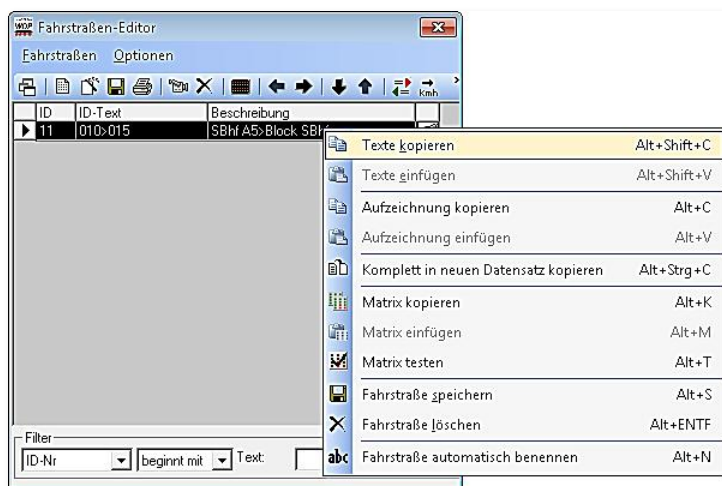 WDP Fahrstraßen-Editor
Fahrstraßen Optionen
kmh
ID ID-Text Beschreibung
11 010>015 SBhf A5>Block
Texte kopieren Alt+Shift+C
Texte einfügen Alt+Shift+V
Aufzeichnung kopieren Alt+C
Aufzeichnung einfügen Alt+V
Komplett in neuen Datensatz kopieren Alt+Strg+C
Matrix kopieren Alt+K
Matrix einfügen Alt+M
Matrix testen Alt+T
Fahrstraße speichern Alt+S
Fahrstraße löschen Alt+ENTF
abc Fahrstraße automatisch benennen Alt+N
Filter
ID-Nr beginnt mit Text: